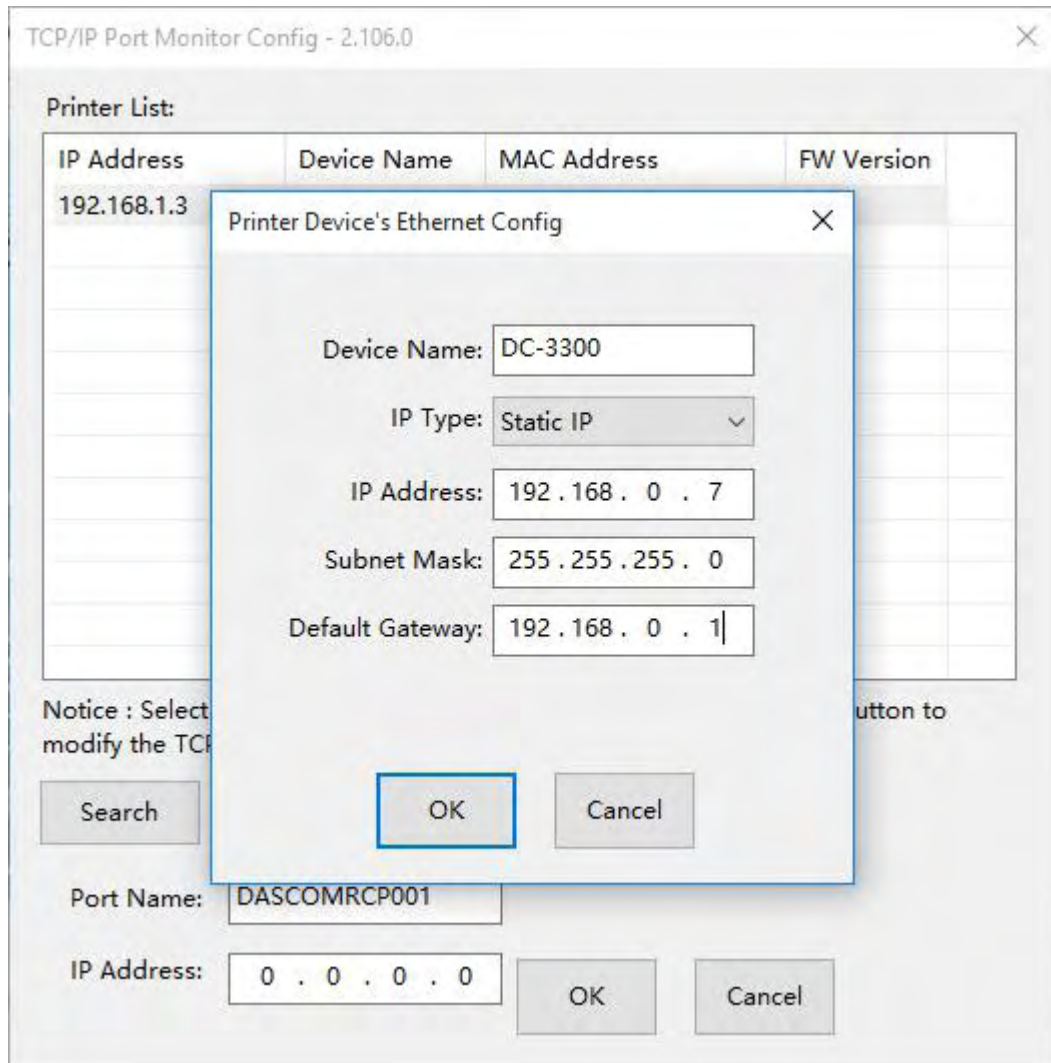 TCP/IP Port Monitor Config - 2.106.0
Printer List:
IP Address Device Name MAC Address FW Version
192.168.1.3
Printer Device's Ethernet Config
Device Name: DC-3300
IP Type: Static IP
IP Address: 192 . 168 . 0 . 7
Subnet Mask: 255 . 255 . 255 . 0
Default Gateway: 192 . 168 . 0 . 1
OK Cancel
Notice : Select utton to
modify the TCP
Search
Port Name: DASCOMRCP001
IP Address: 0 . 0 . 0 . 0
OK Cancel